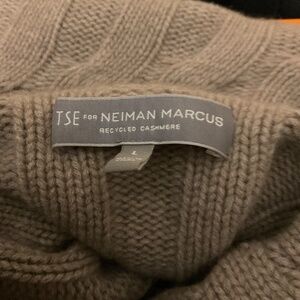 TSE FOR NEIMAN MARCUS
RECYCLED CASHMERE
L